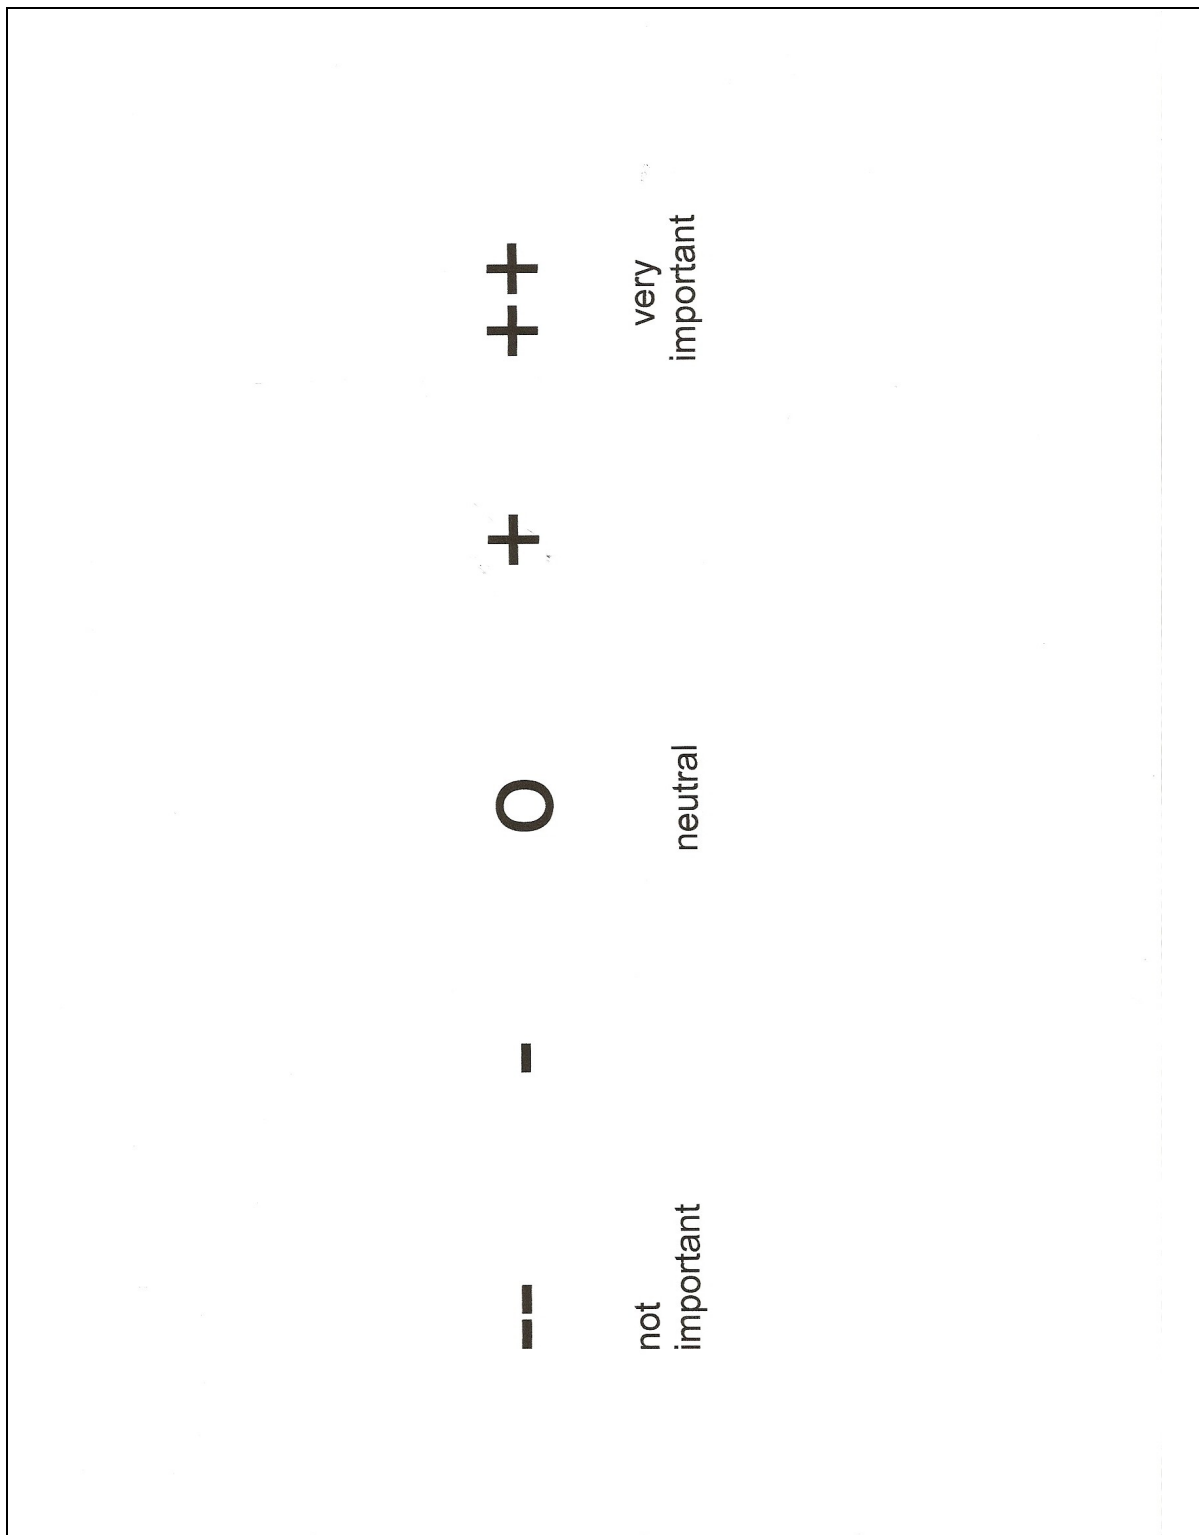 -- - O + ++
not important
neutral
very important